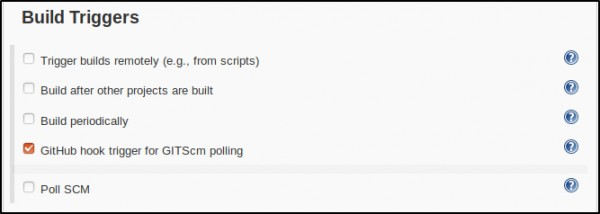 Build Triggers
Trigger builds remotely (e.g., from scripts)
Build after other projects are built
Build periodically
GitHub hook trigger for GITScm polling
Poll SCM